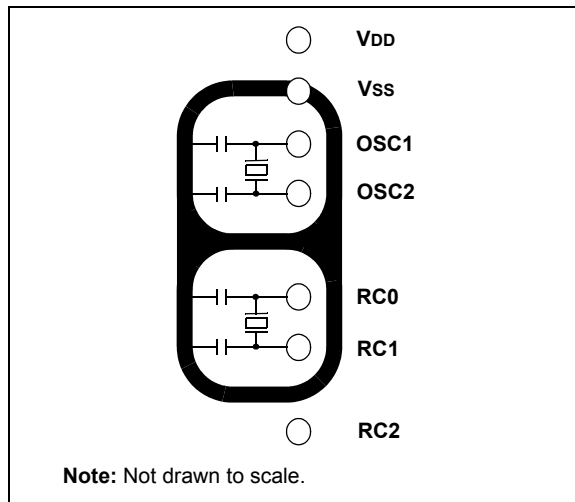 VDD
VSS
OSC1
OSC2
RC0
RC1
RC2
Note: Not drawn to scale.